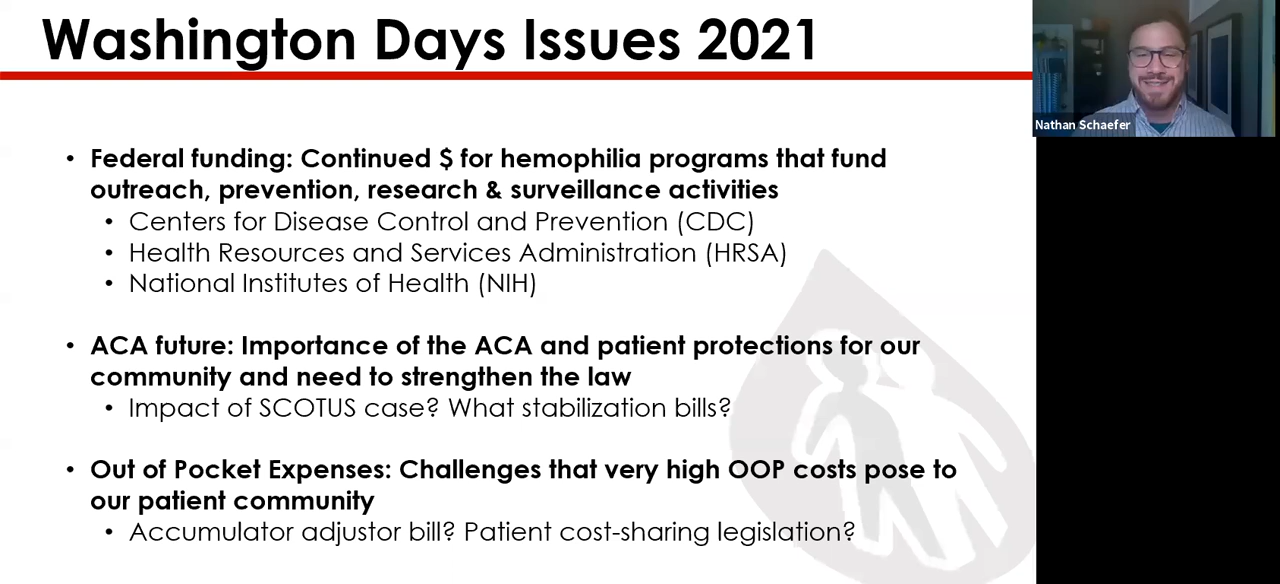 Washington Days Issues 2021
Nathan Schaefer
• Federal funding: Continued $ for hemophilia programs that fund
outreach, prevention, research & surveillance activities
• Centers for Disease Control and Prevention (CDC)
• Health Resources and Services Administration (HRSA)
• National Institutes of Health (NIH)
• ACA future: Importance of the ACA and patient protections for our
community and need to strengthen the law
• Impact of SCOTUS case? What stabilization bills?
• Out of Pocket Expenses: Challenges that very high OOP costs pose to
our patient community
• Accumulator adjustor bill? Patient cost-sharing legislation?